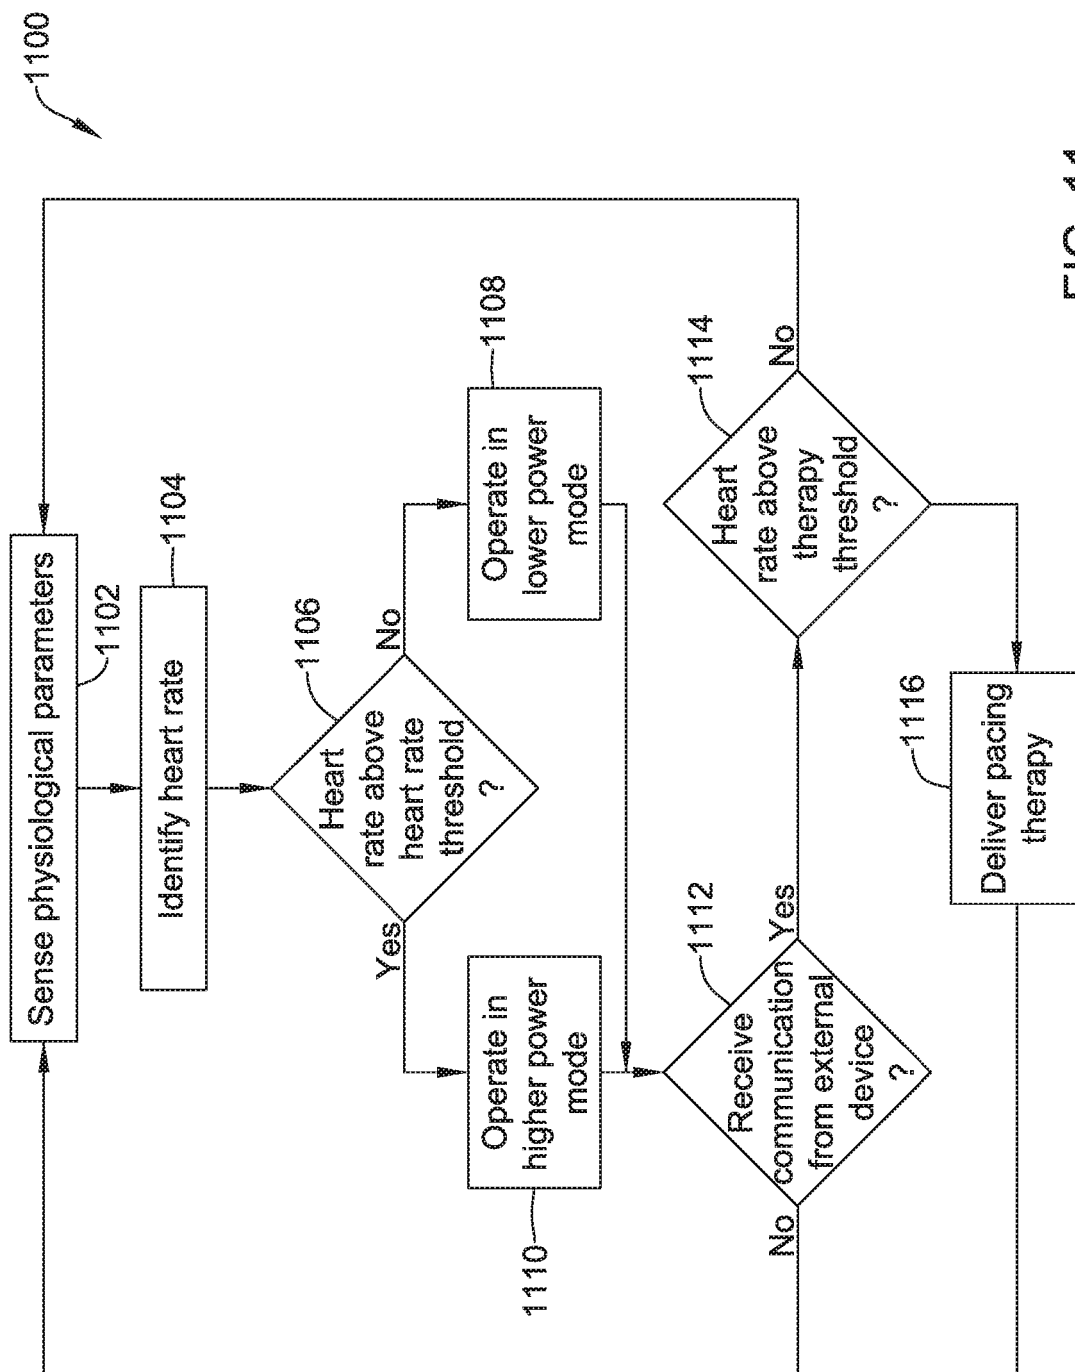 1100
Sense physiological parameters
1102
Identify heart rate
1104
Heart
rate above
heart rate
threshold
?
1106
Yes
No
Operate in
higher power
mode
1110
Operate in
lower power
mode
1108
Receive
communication
from external
device
?
1112
No
Yes
Heart
rate above
therapy
threshold
?
1114
No
Deliver pacing
therapy
1116
FIG. 11